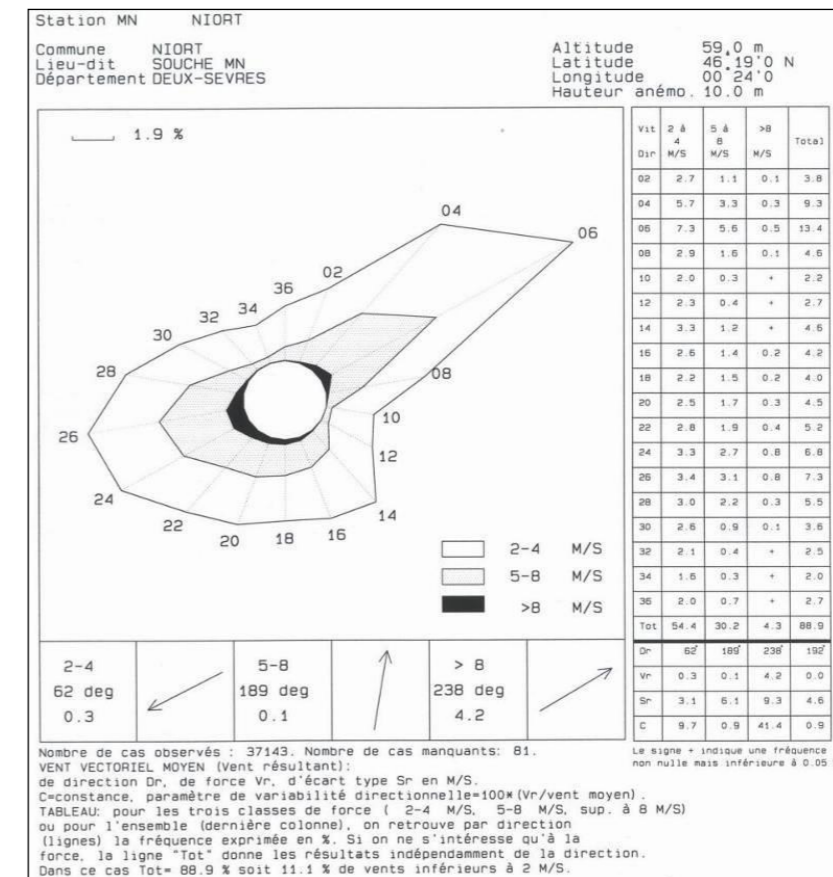 Station MN NIORT
Commune NIORT
Lieu-dit SOUCHE MN
Département DEUX-SEVRES
Altitude 59,0 m
Latitude 46.19'0 N
Longitude 00 24'0
Hauteur anémo. 10.0 m
1.9 %
04
06
02
36
34
32
30
28
08
10
26
12
24
14
22
20
18
16
2-4 M/S
5-8 M/S
>8 M/S
Vit 2 à 5 à >8 Total
4 8
Dir M/S M/S M/S
02 2.7 1.1 0.1 3.8
04 5.7 3.3 0.3 9.3
06 7.3 5.6 0.5 13.4
08 2.9 1.6 0.1 4.6
10 2.0 0.3 + 2.2
12 2.3 0.4 + 2.7
14 3.3 1.2 + 4.6
16 2.6 1.4 0.2 4.2
18 2.2 1.5 0.2 4.0
20 2.5 1.7 0.3 4.5
22 2.8 1.9 0.4 5.2
24 3.3 2.7 0.8 6.8
26 3.4 3.1 0.8 7.3
28 3.0 2.2 0.3 5.5
30 2.6 0.9 0.1 3.6
32 2.1 0.4 + 2.5
34 1.6 0.3 + 2.0
36 2.0 0.7 + 2.7
Tot 54.4 30.2 4.3 88.9
Dr 62° 189° 238° 192°
Vr 0.3 0.1 4.2 0.0
Sr 3.1 6.1 9.3 4.6
C 9.7 0.9 41.4 0.9
2-4 5-8 > 8
62 deg 189 deg 238 deg
0.3 0.1 4.2
Le signe + indique une fréquence
non nulle mais inférieure à 0.05
Nombre de cas observés : 37143. Nombre de cas manquants: 81.
VENT VECTORIEL MOYEN (Vent résultant):
de direction Dr, de force Vr, d'écart type Sr en M/S.
C=constance, paramètre de variabilité directionnelle=100*(Vr/vent moyen).
TABLEAU: pour les trois classes de force ( 2-4 M/S, 5-8 M/S, sup. à 8 M/S)
ou pour l'ensemble (dernière colonne), on retrouve par direction
(lignes) la fréquence exprimée en %. Si on ne s'intéresse qu'à la
force, la ligne "Tot" donne les résultats indépendamment de la direction.
Dans ce cas Tot= 88.9 % soit 11.1 % de vents inférieurs à 2 M/S.